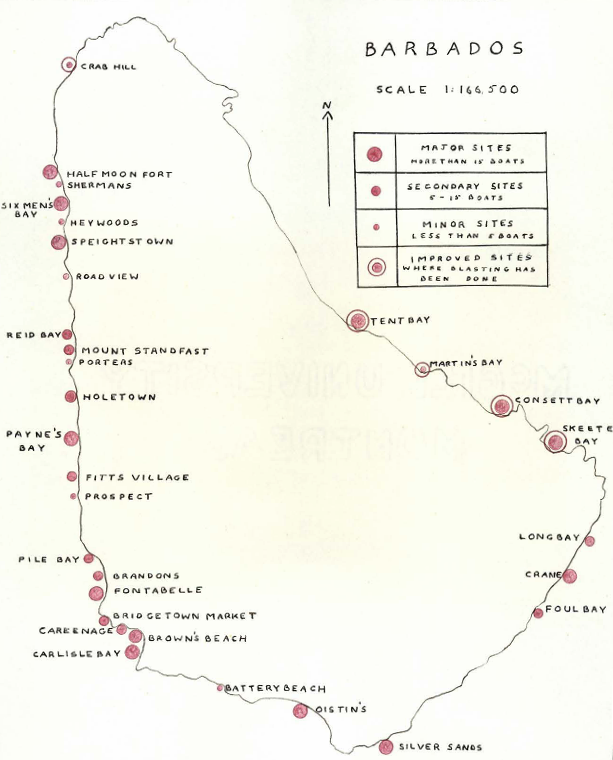 BARBADOS
SCALE 1:166,500
N
MAJOR SITES
MORE THAN 15 BOATS
SECONDARY SITES
5-15 BOATS
MINOR SITES
LESS THAN 5 BOATS
IMPROVED SITES
WHERE BLASTING HAS
BEEN DONE
CRAB HILL
HALF MOON FORT
SHERMANS
SIX MEN'S
BAY
HEYWOODS
SPEIGHTSTOWN
ROAD VIEW
REID BAY
MOUNT STANDFAST
PORTERS
HOLETOWN
PAYNE'S
BAY
FITTS VILLAGE
PROSPECT
PILE BAY
BRANDONS
FONTABELLE
BRIDGETOWN MARKET
CAREENAGE
BROWN'S BEACH
CARLISLE BAY
BATTERY BEACH
OISTIN'S
SILVER SANDS
TENT BAY
MARTIN'S BAY
CONSETT BAY
SKEETE
BAY
LONG BAY
CRANE
FOUL BAY